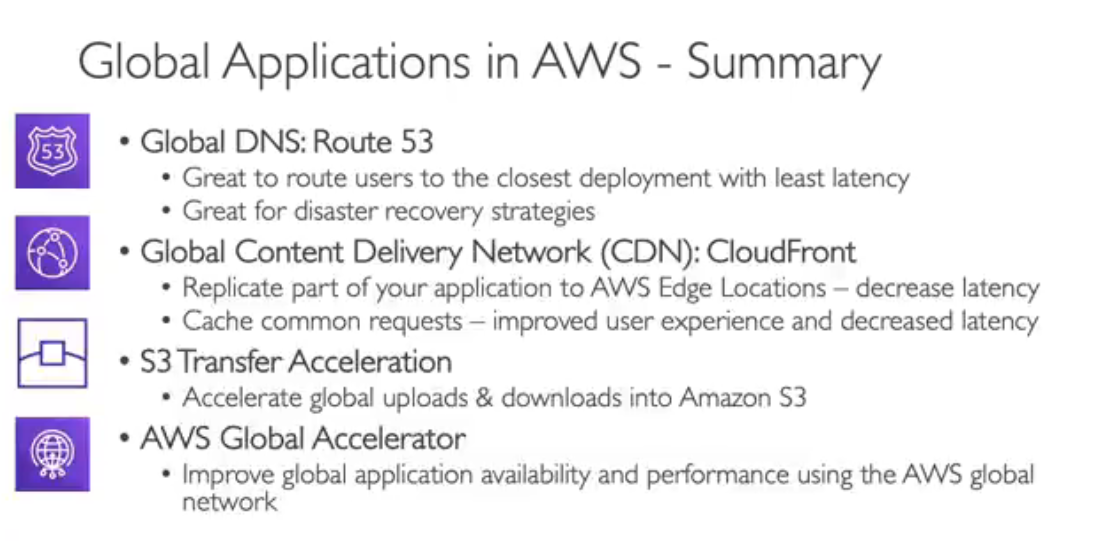 Global Applications in AWS - Summary
53
• Global DNS: Route 53
• Great to route users to the closest deployment with least latency
• Great for disaster recovery strategies
• Global Content Delivery Network (CDN): CloudFront
• Replicate part of your application to AWS Edge Locations – decrease latency
• Cache common requests – improved user experience and decreased latency
• S3 Transfer Acceleration
• Accelerate global uploads & downloads into Amazon S3
• AWS Global Accelerator
• Improve global application availability and performance using the AWS global
network